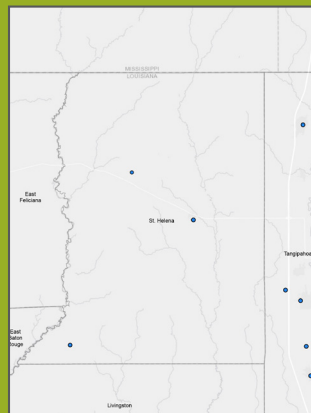 MISSISSIPPI
LOUISIANA
East
Feliciana
St. Helena
Tangipahoa
East
Baton
Rouge
Livingston